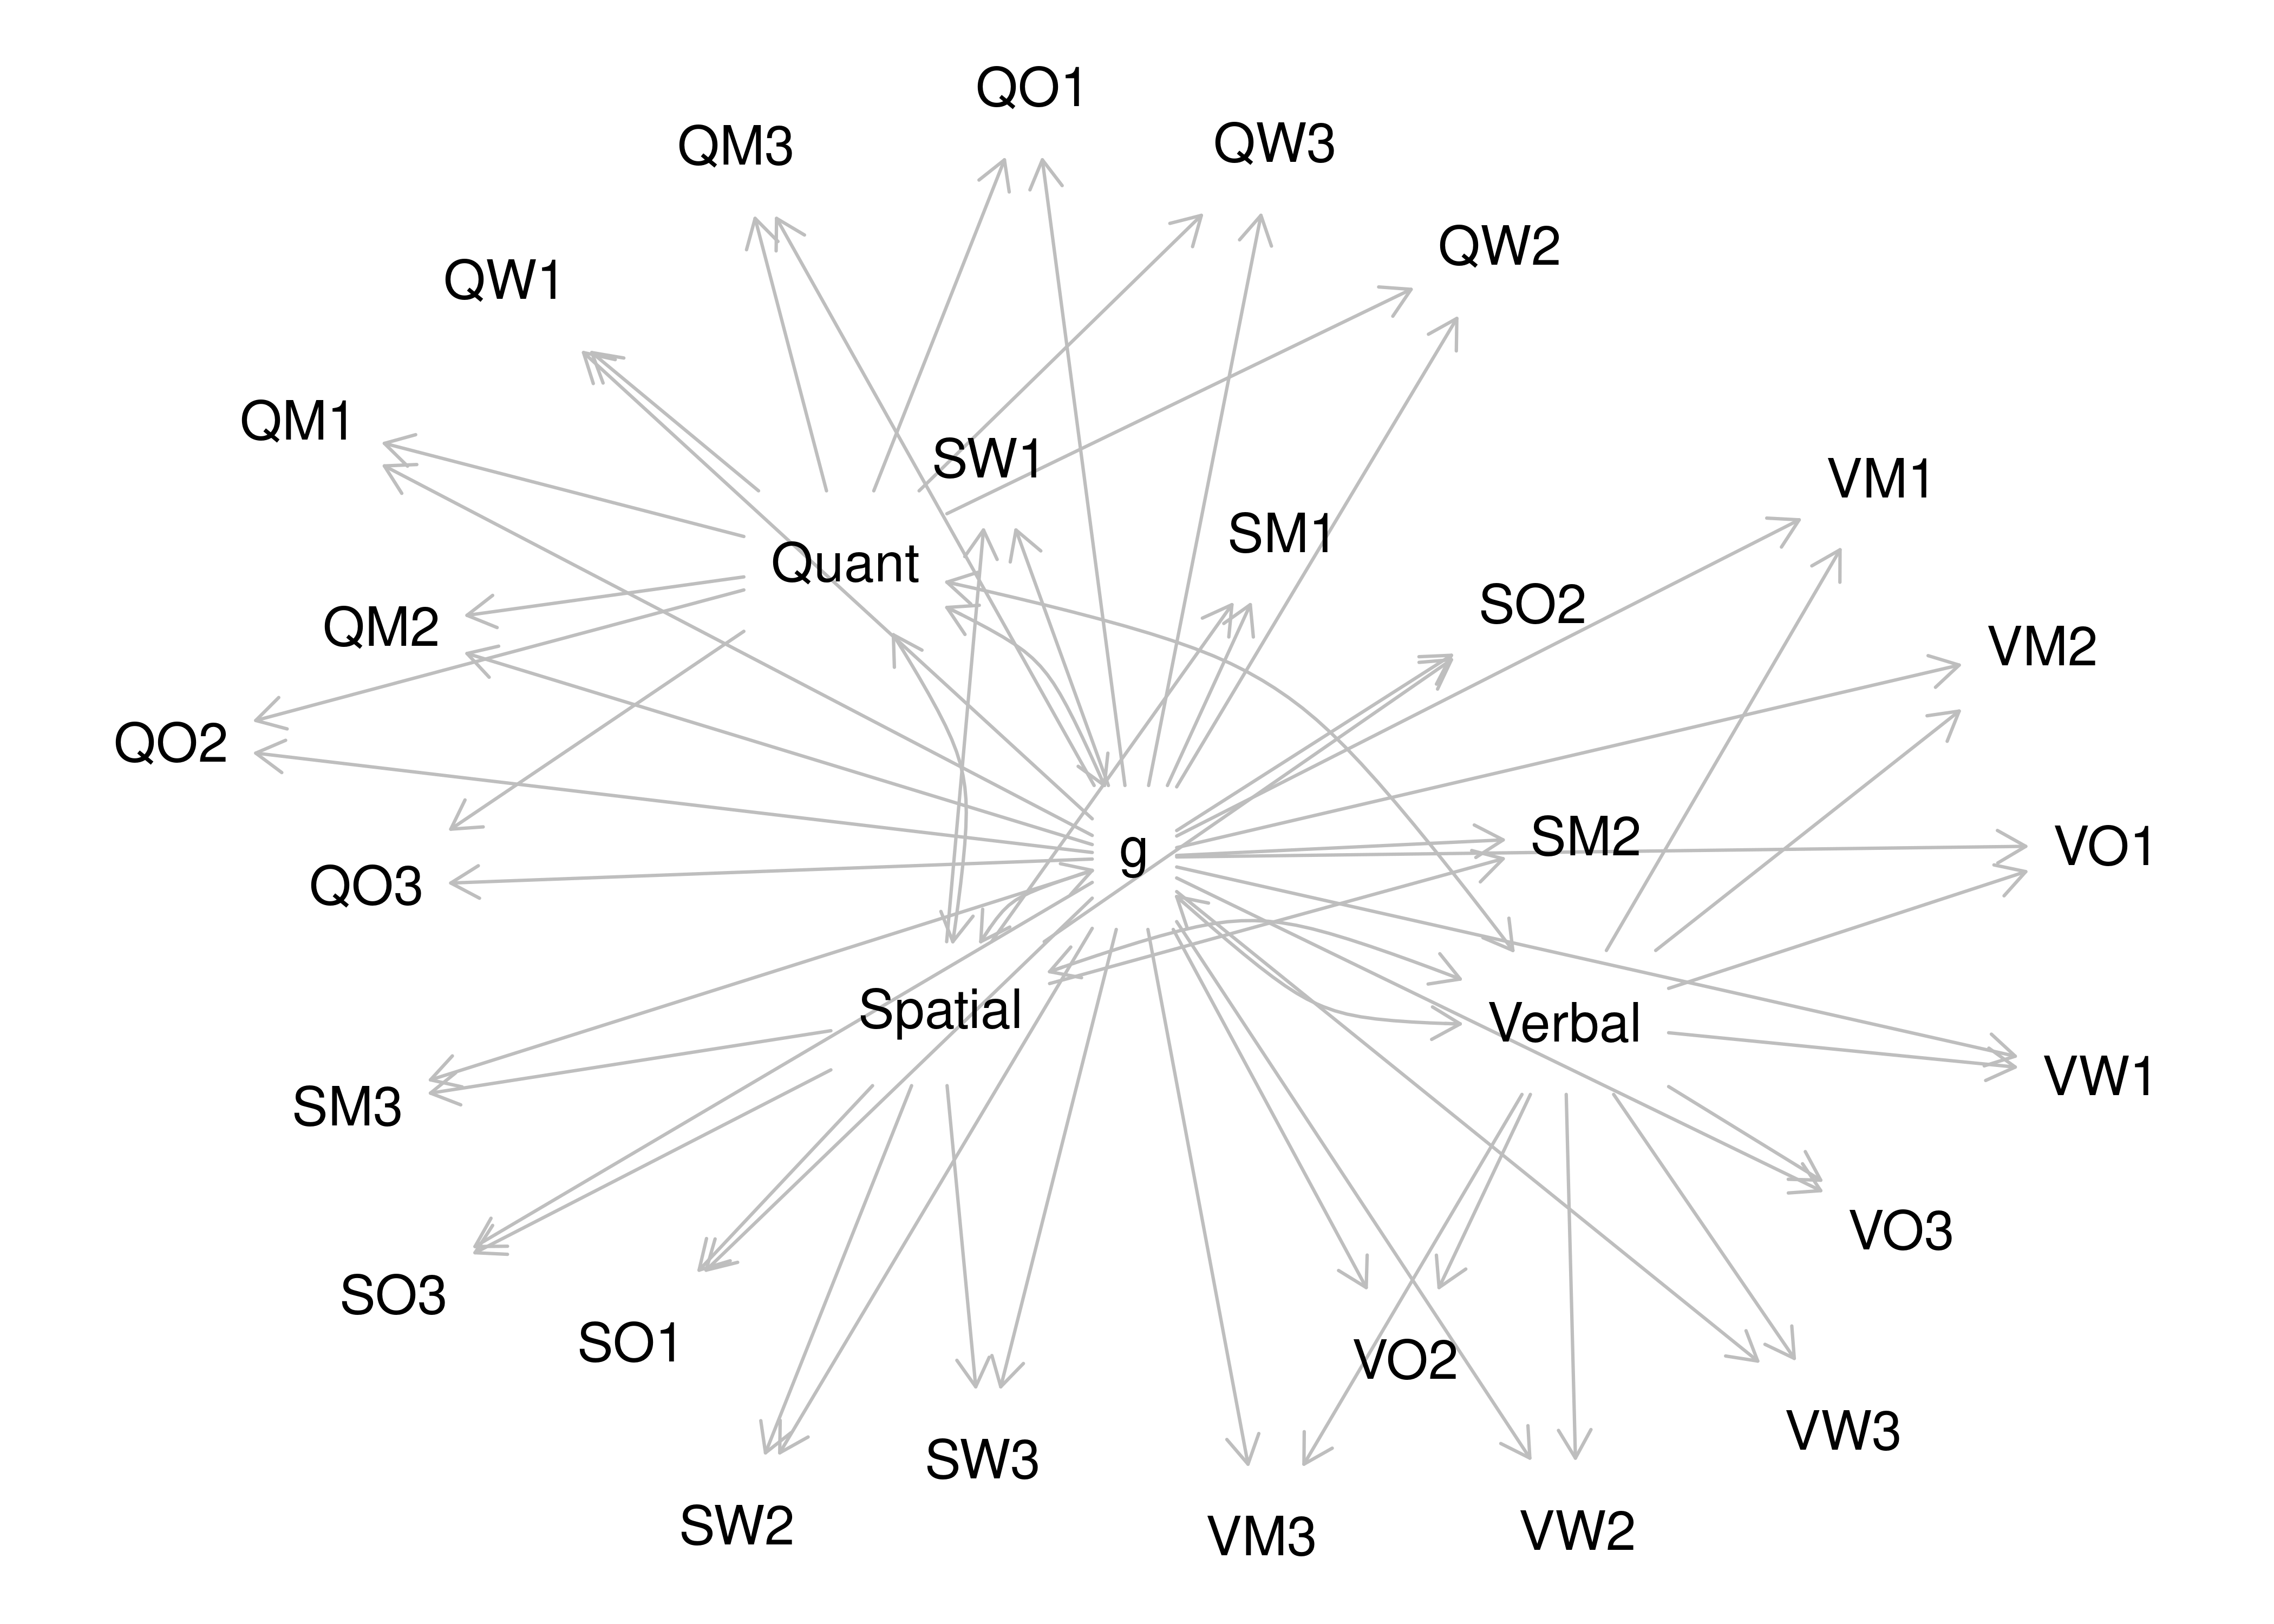 QO1
QM3
QW3
QW2
QW1
QM1
SW1
VM1
SM1
Quant
SO2
QM2
VM2
QO2
SM2
VO1
g
QO3
Spatial
Verbal
VW1
SM3
VO3
SO3
SO1
VO2
VW3
SW3
SW2
VM3
VW2